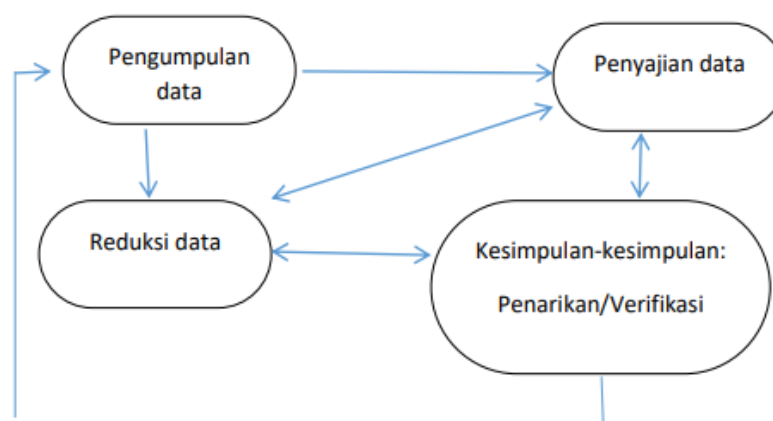 Pengumpulan
data
Penyajian data
Reduksi data
Kesimpulan-kesimpulan:
Penarikan/Verifikasi